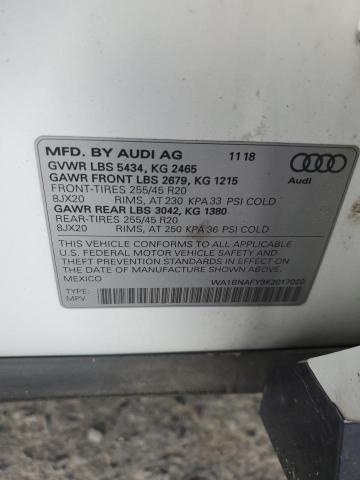 MFD. BY AUDI AG 11 18
GVWR LBS 5434, KG 2465
GAWR FRONT LBS 2679, KG 1215
FRONT-TIRES 255/45 R20
8JX20 RIMS, AT 230 KPA 33 PSI COLD
GAWR REAR LBS 3042, KG 1380
REAR-TIRES 255/45 R20
8JX20 RIMS, AT 250 KPA 36 PSI COLD
Audi
THIS VEHICLE CONFORMS TO ALL APPLICABLE
U.S. FEDERAL MOTOR VEHICLE SAFETY, BUMPER,
AND THEFT PREVENTION STANDARDS IN EFFECT ON
THE DATE OF MANUFACTURE SHOWN ABOVE.
MEXICO
TYPE:
MPV
WA1BNAFY3K2017020